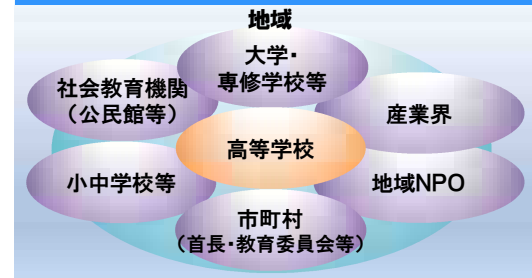 地域
大学・
専修学校等
社会教育機関
（公民館等）
産業界
高等学校
小中学校等
地域NPO
市町村
（首長・教育委員会等）